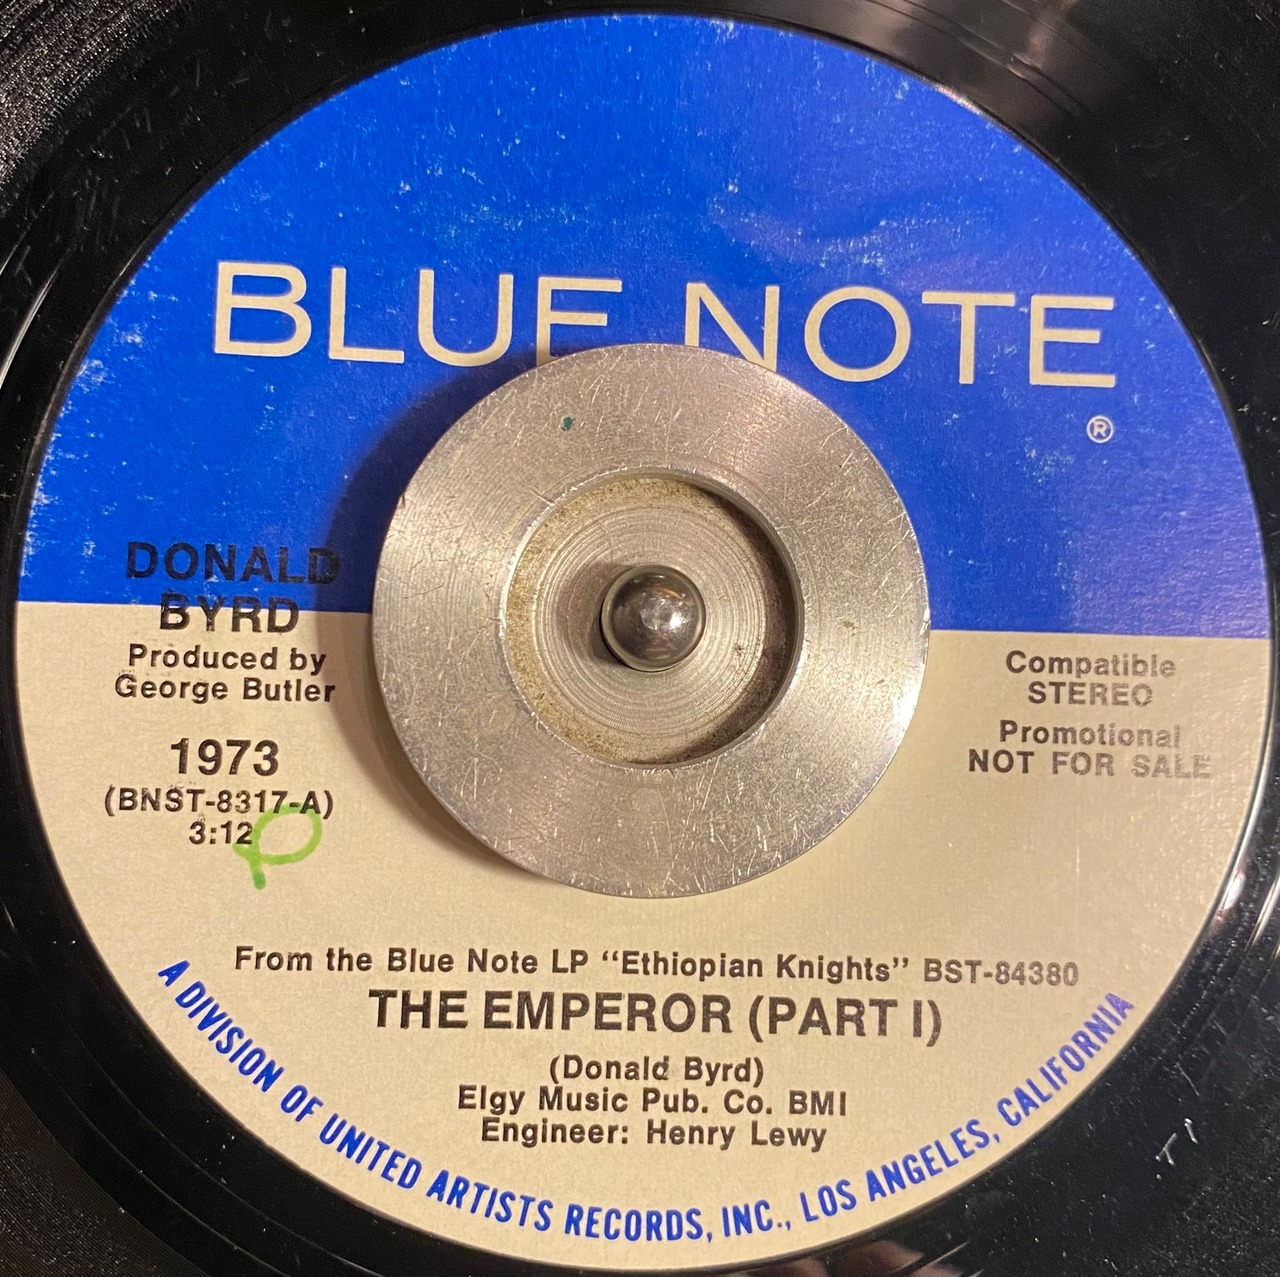 BLUE NOTE
®
DONALD
BYRD
Produced by
George Butler
1973
(BNST-8317-A)
3:12
Compatible
STEREO
Promotional
NOT FOR SALE
From the Blue Note LP “Ethiopian Knights” BST-84380
THE EMPEROR (PART I)
(Donald Byrd)
Elgy Music Pub. Co. BMI
Engineer: Henry Lewy
A DIVISION OF UNITED ARTISTS RECORDS, INC., LOS ANGELES, CALIFORNIA